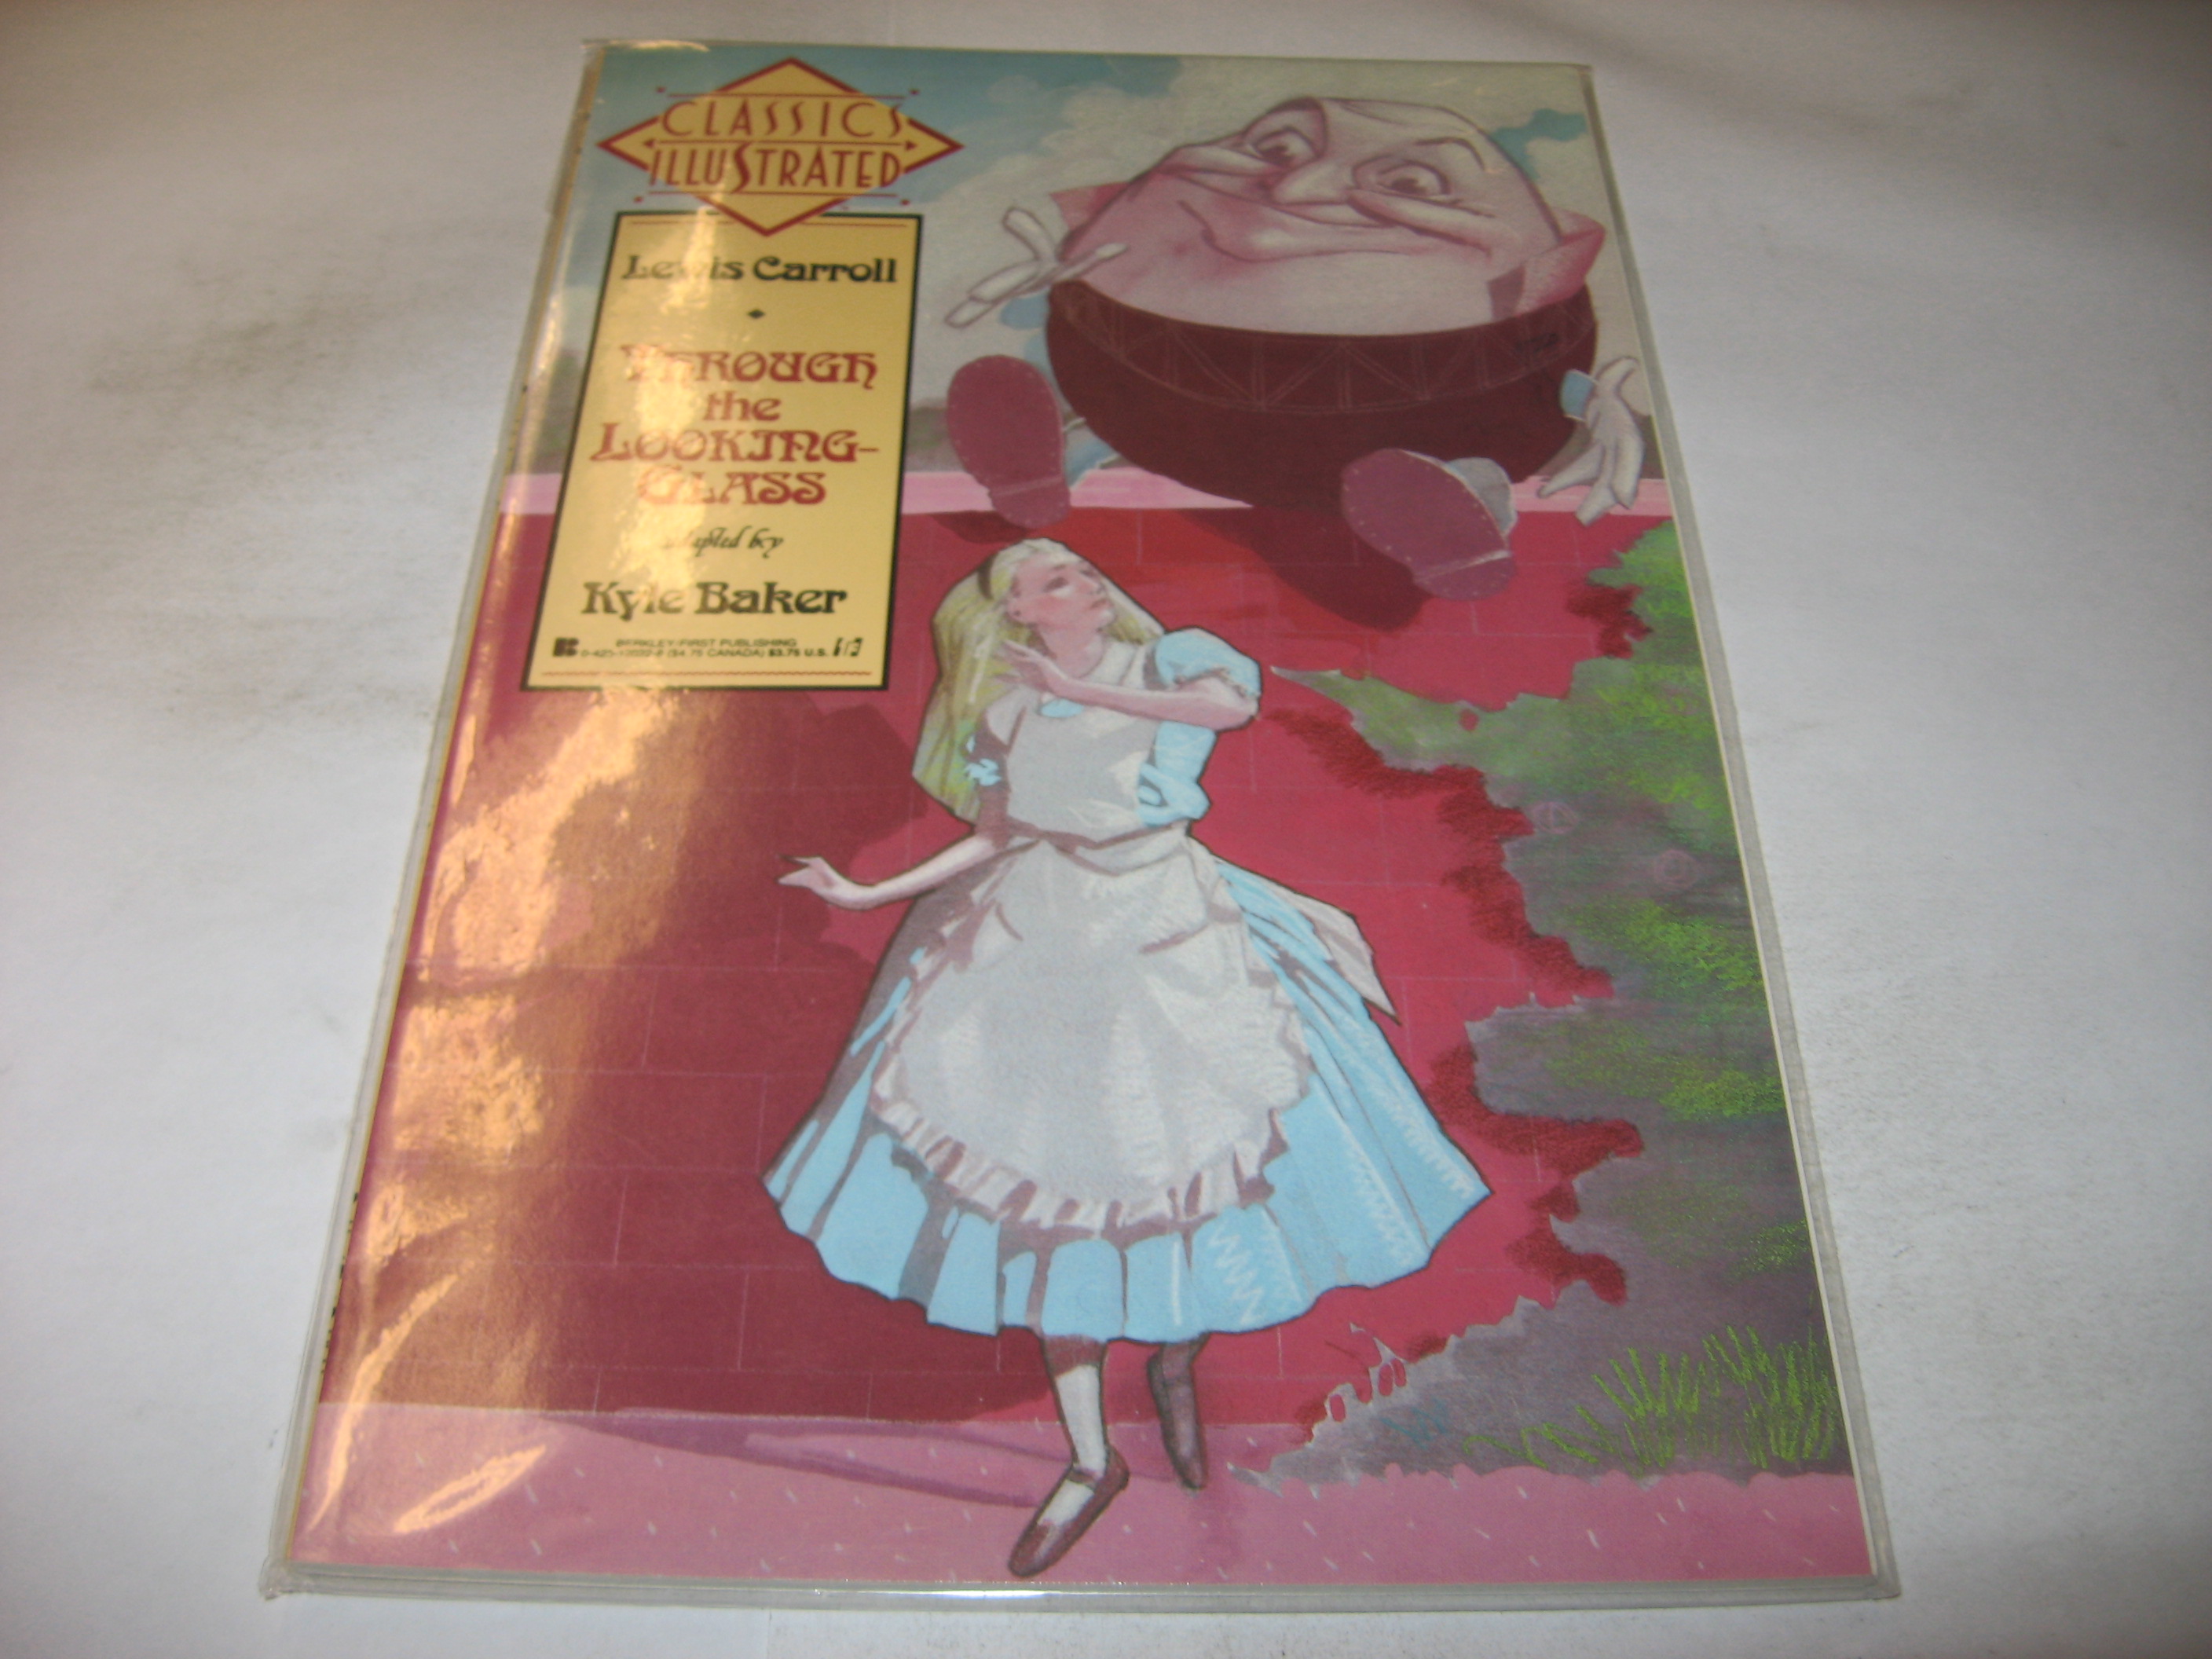 CLASSICS
ILLUSTRATED
Lewis Carroll
THROUGH
the
LOOKING-
GLASS
adapted by
Kyle Baker
BERKLEY/FIRST PUBLISHING
($4.75 CANADA) $3.75 U.S.